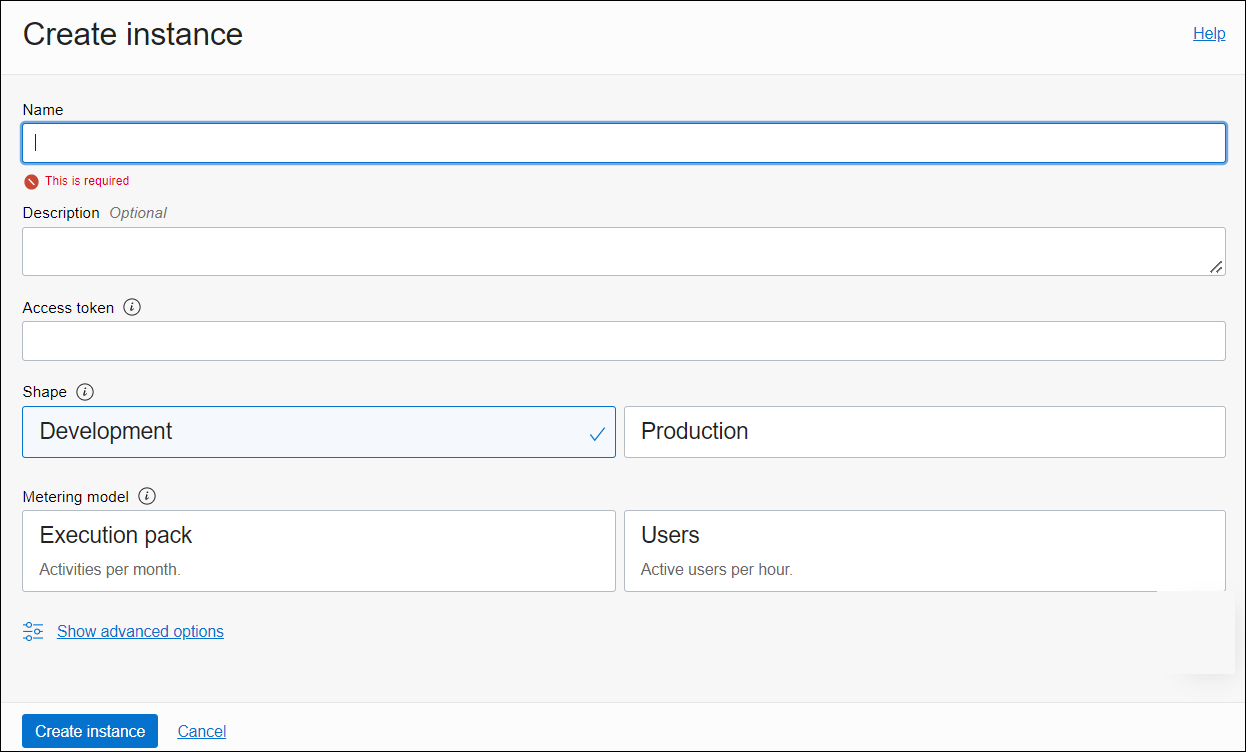 Create instance
Help
Name
This is required
Description Optional
Access token
Shape
Development
Production
Metering model
Execution pack
Activities per month.
Users
Active users per hour.
Show advanced options
Create instance
Cancel